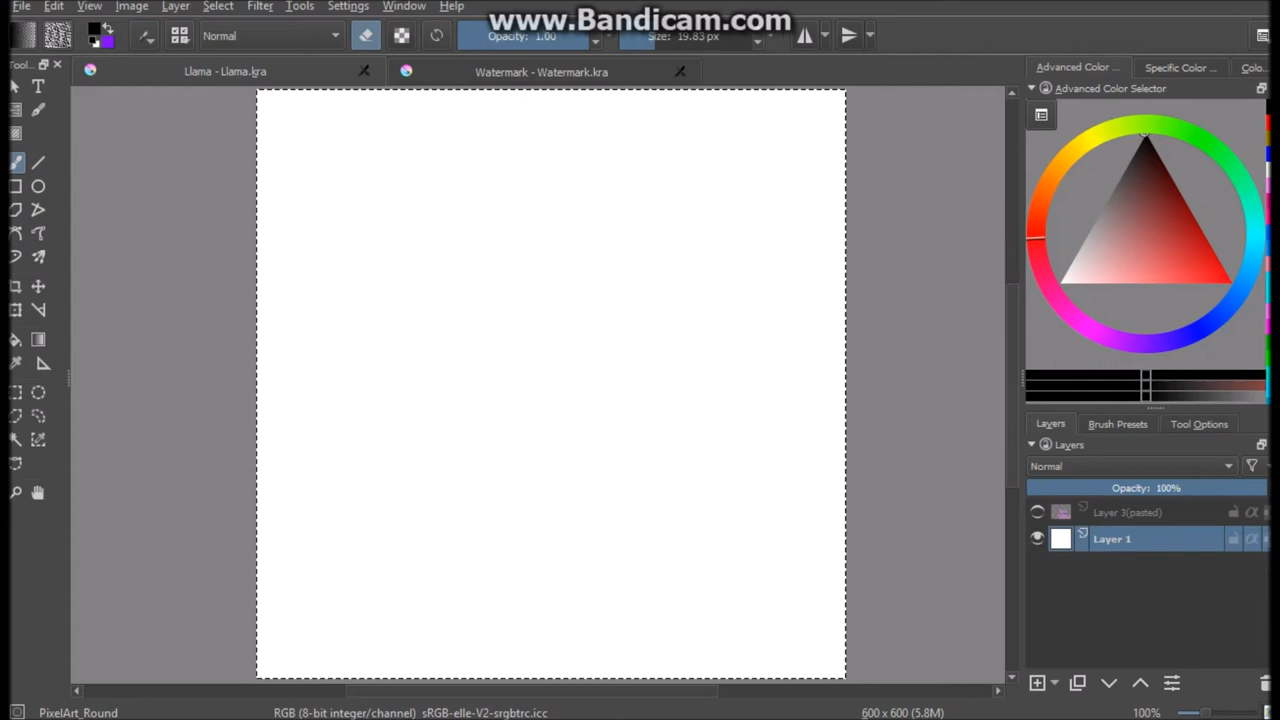 www.Bandicam.com
File Edit View Image Layer Select Filter Tools Settings Window Help
Normal Opacity: 1.00 Size: 19.83 px
Tool...
Llama - Llama.kra
Watermark - Watermark.kra
Advanced Color ... Specific Color ... Colo...
Advanced Color Selector
Layers Brush Presets Tool Options
Layers
Normal
Opacity: 100%
Layer 3(pasted)
Layer 1
PixelArt_Round RGB (8-bit integer/channel) sRGB-elle-V2-srgbtrc.icc 600 x 600 (5.8M) 100%